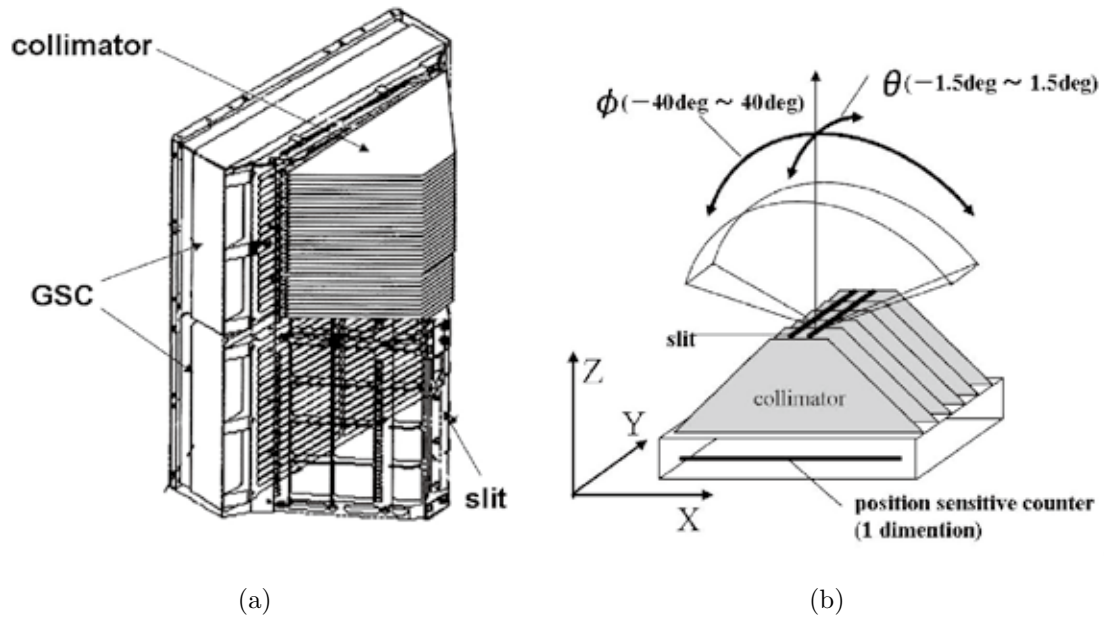 collimator
GSC
slit
(a)
ϕ(−40deg ~ 40deg)
θ(−1.5deg ~ 1.5deg)
slit
Z
Y
X
collimator
position sensitive counter
(1 dimention)
(b)